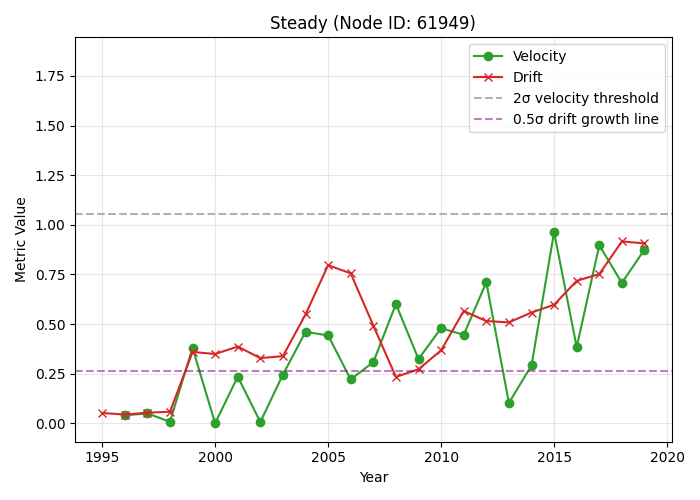 Steady (Node ID: 61949)
Velocity
Drift
2σ velocity threshold
0.5σ drift growth line
Metric Value
1.75
1.50
1.25
1.00
0.75
0.50
0.25
0.00
1995
2000
2005
2010
2015
2020
Year